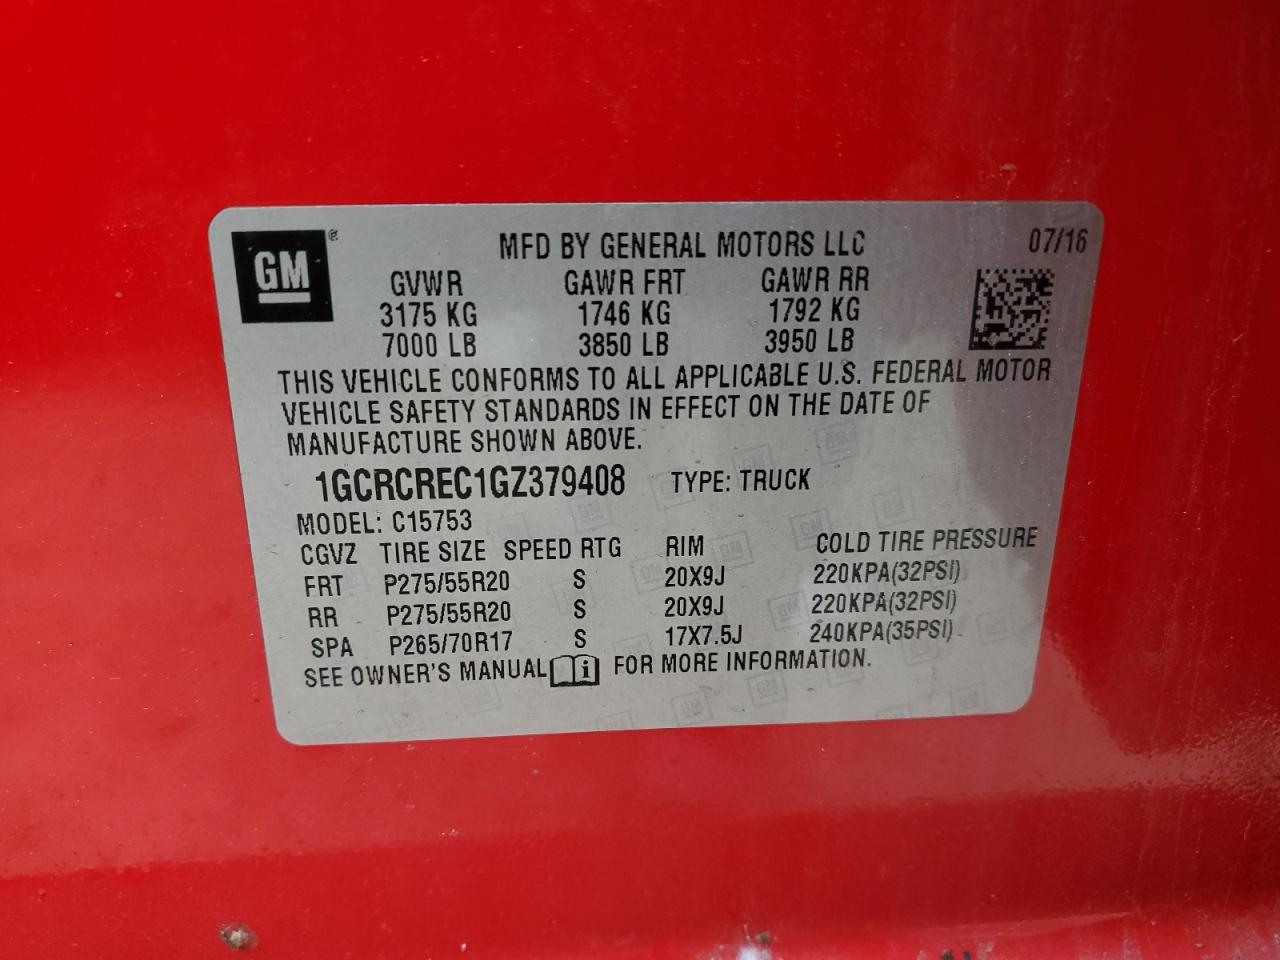 GM® MFD BY GENERAL MOTORS LLC 07/16
GVWR GAWR FRT GAWR RR
3175 KG 1746 KG 1792 KG
7000 LB 3850 LB 3950 LB
THIS VEHICLE CONFORMS TO ALL APPLICABLE U.S. FEDERAL MOTOR
VEHICLE SAFETY STANDARDS IN EFFECT ON THE DATE OF
MANUFACTURE SHOWN ABOVE.
1GCRCREC1GZ379408 TYPE: TRUCK
MODEL: C15753
CGVZ TIRE SIZE SPEED RTG RIM COLD TIRE PRESSURE
FRT P275/55R20 S 20X9J 220KPA(32PSI)
RR P275/55R20 S 20X9J 220KPA(32PSI)
SPA P265/70R17 S 17X7.5J 240KPA(35PSI)
SEE OWNER'S MANUAL i FOR MORE INFORMATION.